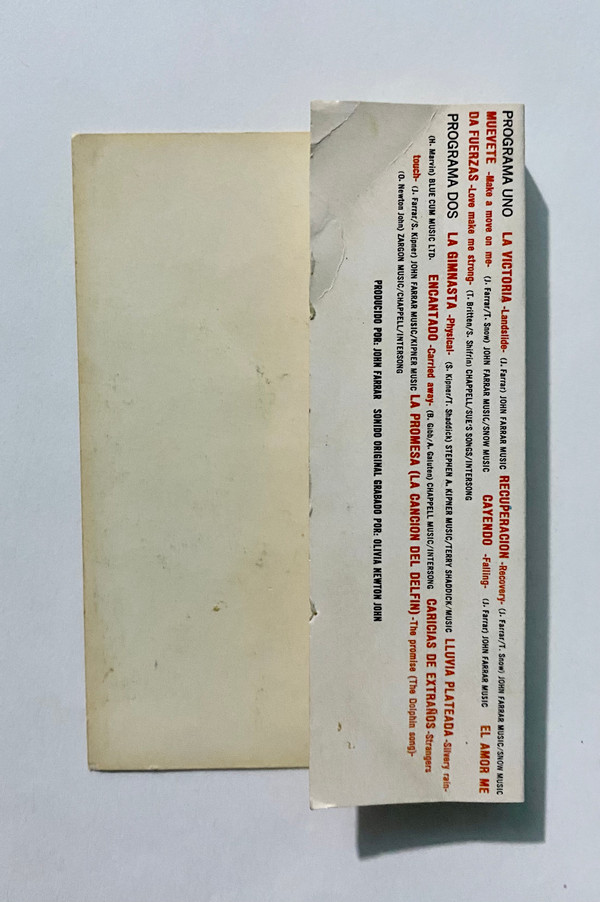 PROGRAMA UNO LA VICTORIA -Landslide- (J. Farrar) JOHN FARRAR MUSIC RECUPERACION -Recovery- (J. Farrar/T. Snow) JOHN FARRAR MUSIC/SNOW MUSIC
MUEVETE -Make a move on me- (J. Farrar/T. Snow) JOHN FARRAR MUSIC/SNOW MUSIC CAYENDO -Falling- (J. Farrar) JOHN FARRAR MUSIC EL AMOR ME
DA FUERZAS -Love make me strong- (T. Britten/S. Shifrin) CHAPPELL/SUE'S SONGS/INTERSONG
PROGRAMA DOS LA GIMNASTA -Physical- (S. Kipner/T. Shaddick) STEPHEN A. KIPNER MUSIC/TERRY SHADDICK/MUSIC LLUVIA PLATEADA -Silvery rain-
(H. Marvin) BLUE GUM MUSIC LTD. ENCANTADO -Carried away- (B. Gibb/A. Galuten) CHAPPELL MUSIC/INTERSONG CARICIAS DE EXTRAÑOS -Strangers
touch- (J. Farrar/S. Kipner) JOHN FARRAR MUSIC/KIPNER MUSIC LA PROMESA (LA CANCION DEL DELFIN) -The promise (The Dolphin song)-
(O. Newton John) ZARGON MUSIC/CHAPPELL/INTERSONG
PRODUCIDO POR: JOHN FARRAR SONIDO ORIGINAL GRABADO POR: OLIVIA NEWTON JOHN